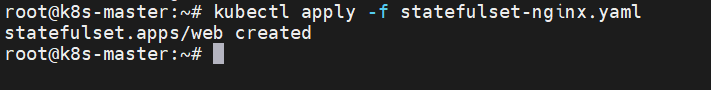 root@k8s-master:~# kubectl apply -f statefulset-nginx.yaml
statefulset.apps/web created
root@k8s-master:~#